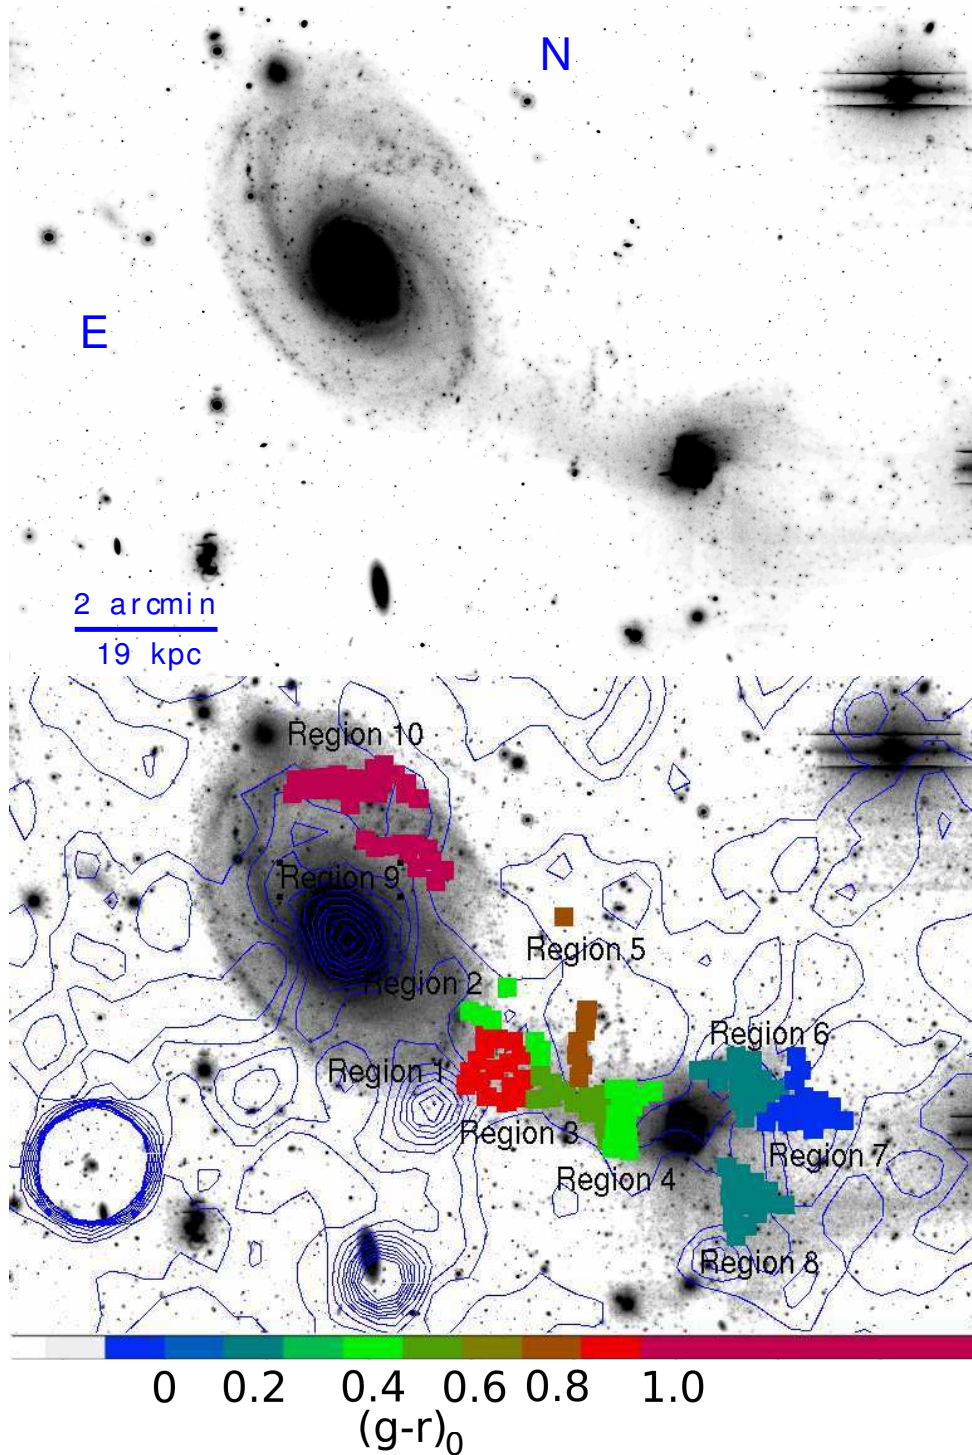 N
E
2 arcmin
19 kpc
Region 10
Region 9
Region 5
Region 2
Region 6
Region 1
Region 3
Region 7
Region 4
Region 8
0 0.2 0.4 0.6 0.8 1.0
(g-r)0